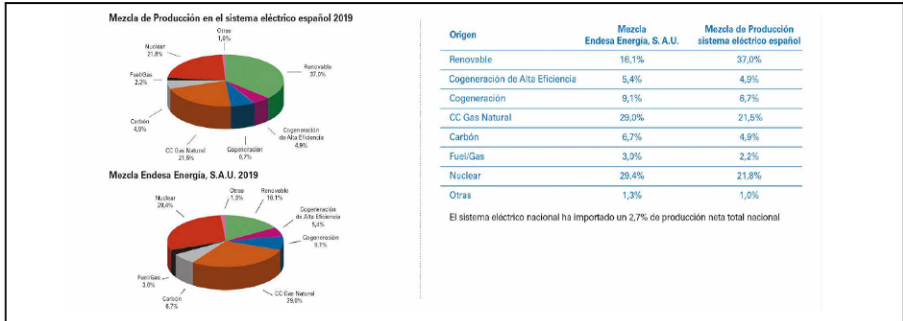 Mezcla de Producción en el sistema eléctrico español 2019
Otras
1,0%
Nuclear
21,8%
Renovable
37,0%
Fuel/Gas
2,2%
Carbón
4,9%
CC Gas Natural
21,5%
Cogeneración
6,7%
Cogeneración
de Alta Eficiencia
4,9%
Mezcla Endesa Energía, S.A.U. 2019
Otras
1,3%
Renovable
16,1%
Nuclear
29,4%
Cogeneración
de Alta Eficiencia
5,4%
Cogeneración
9,1%
Fuel/Gas
3,0%
Carbón
6,7%
CC Gas Natural
29,0%
Origen
Mezcla
Endesa Energía, S. A. U.
Mezcla de Producción
sistema eléctrico español
Renovable 16,1% 37,0%
Cogeneración de Alta Eficiencia 5,4% 4,9%
Cogeneración 9,1% 6,7%
CC Gas Natural 29,0% 21,5%
Carbón 6,7% 4,9%
Fuel/Gas 3,0% 2,2%
Nuclear 29,4% 21,8%
Otras 1,3% 1,0%
El sistema eléctrico nacional ha importado un 2,7% de producción neta total nacional